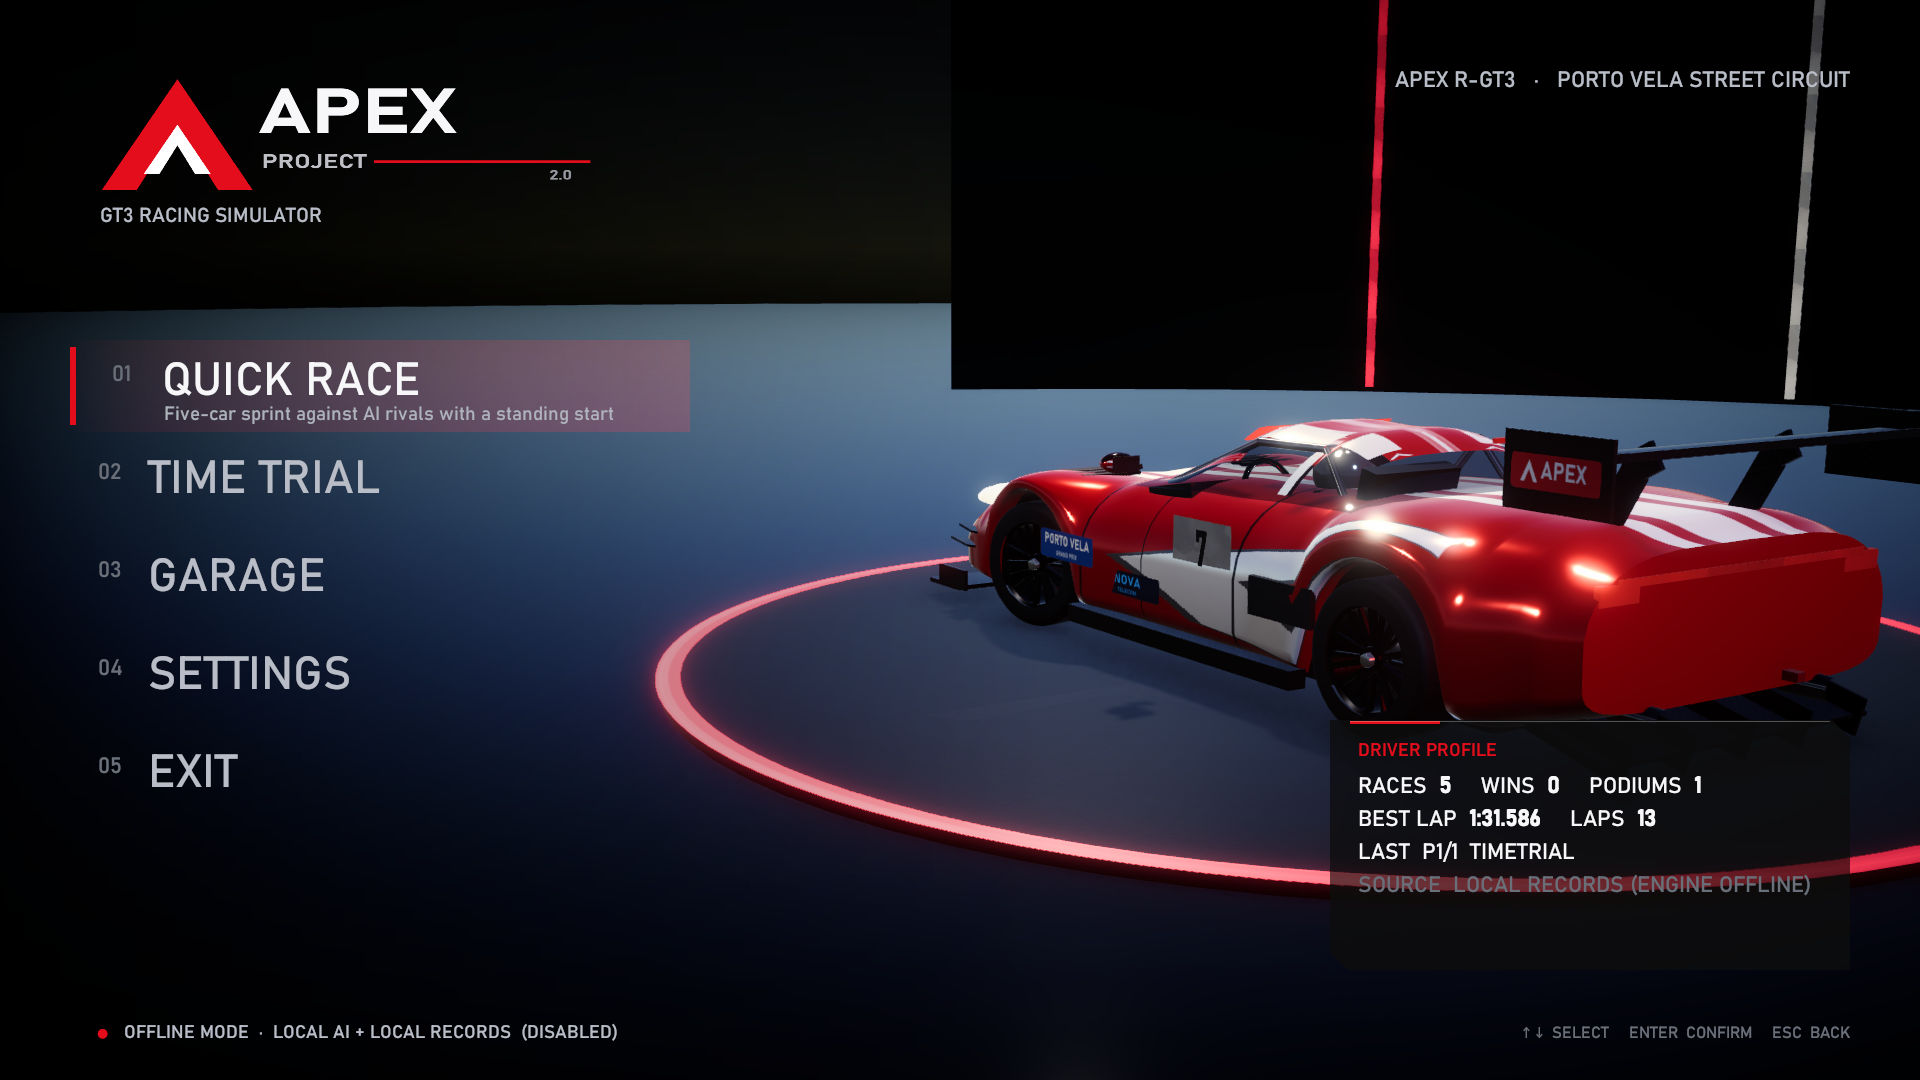 APEX
PROJECT
2.0
GT3 RACING SIMULATOR
APEX R-GT3 · PORTO VELA STREET CIRCUIT
01 QUICK RACE
Five-car sprint against AI rivals with a standing start
02 TIME TRIAL
03 GARAGE
04 SETTINGS
05 EXIT
APEX
PORTO VELA
7
NOVA
DRIVER PROFILE
RACES 5 WINS 0 PODIUMS 1
BEST LAP 1:31.586 LAPS 13
LAST P1/1 TIMETRIAL
SOURCE LOCAL RECORDS (ENGINE OFFLINE)
OFFLINE MODE · LOCAL AI + LOCAL RECORDS (DISABLED)
↑↓ SELECT ENTER CONFIRM ESC BACK